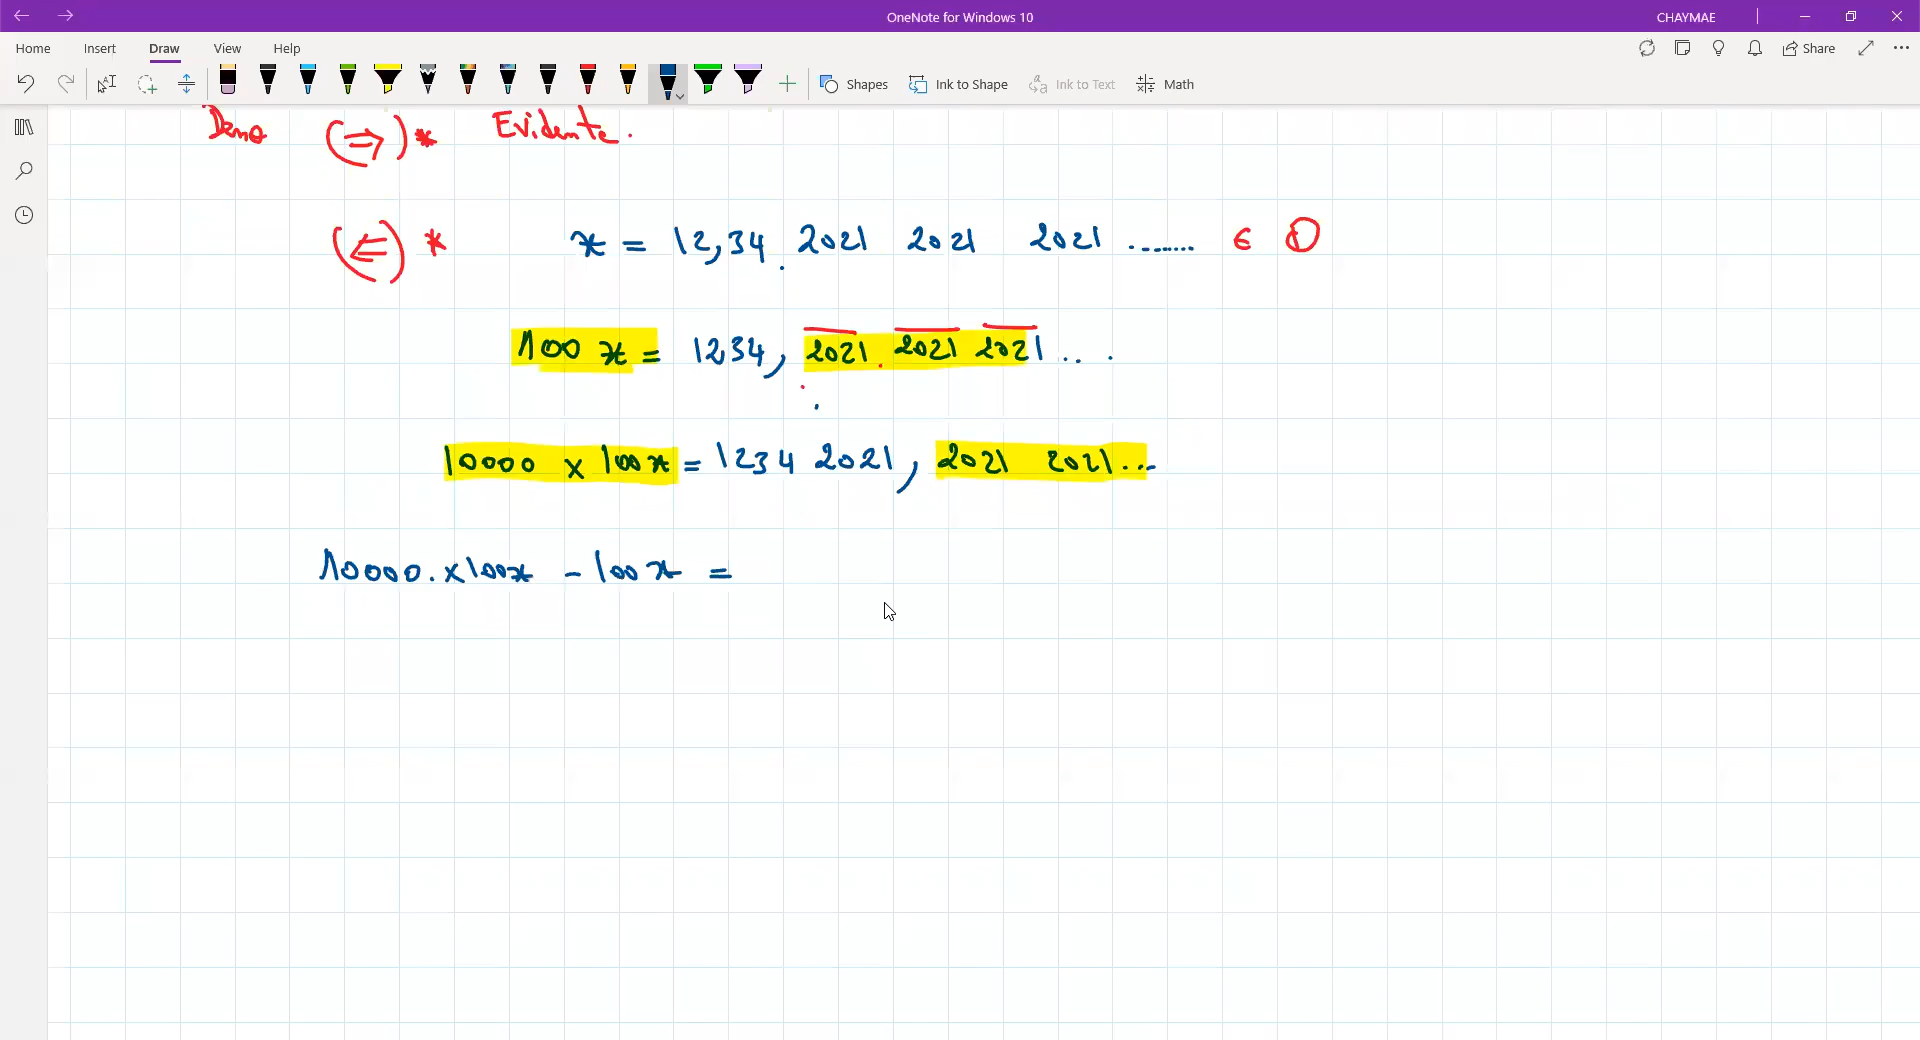 OneNote for Windows 10
CHAYMAE
Home Insert Draw View Help
Share
Shapes Ink to Shape Ink to Text Math
Demo (⇒) * Evidente.
(⇐) * x = 12,34 2021 2021 2021 ........ ∈ Q
100 x = 1234, 2021 2021 2021 ...
10000 × 100x = 1234 2021, 2021 2021...
10000. × 100x - 100x =